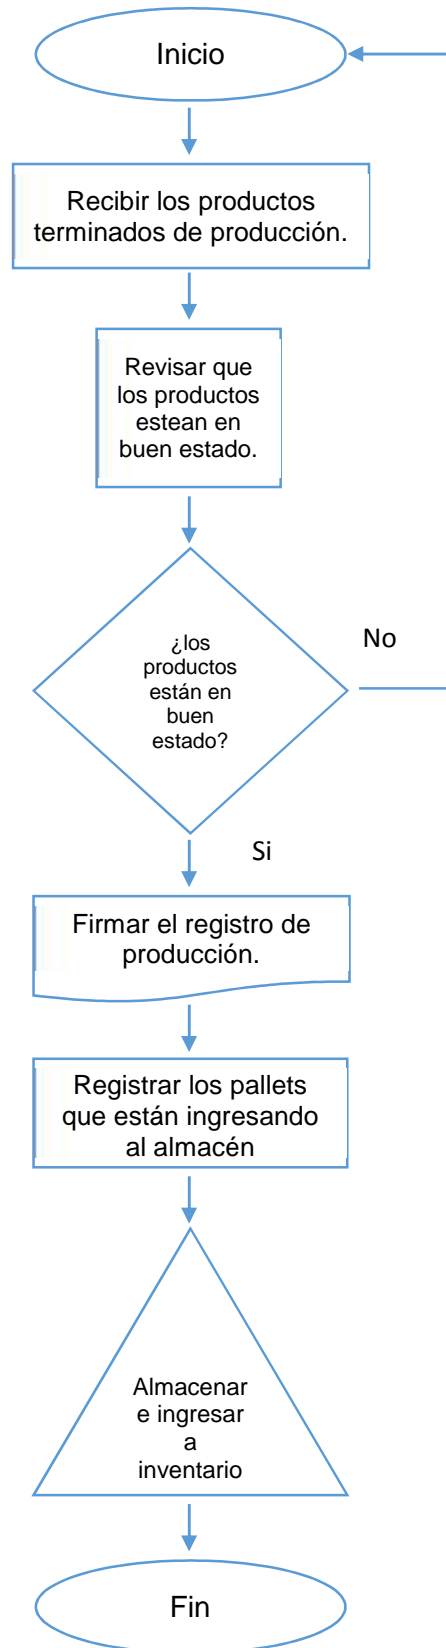 Inicio
Recibir los productos
terminados de producción.
Revisar que
los productos
estean en
buen estado.
¿los
productos
están en
buen
estado?
No
Si
Firmar el registro de
producción.
Registrar los pallets
que están ingresando
al almacén
Almacenar
e ingresar
a
inventario
Fin